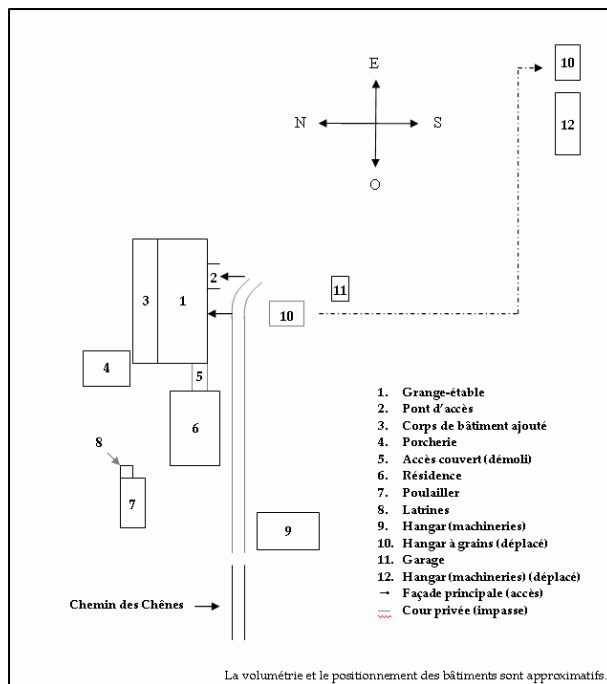 E
10
N
S
12
O
2
3
1
11
10
4
5
6
8
7
9
1. Grange-étable
2. Pont d'accès
3. Corps de bâtiment ajouté
4. Porcherie
5. Accès couvert (démoli)
6. Résidence
7. Poulailler
8. Latrines
9. Hangar (machineries)
10. Hangar à grains (déplacé)
11. Garage
12. Hangar (machineries) (déplacé)
→ Façade principale (accès)
Cour privée (impasse)
Chemin des Chênes
La volumétrie et le positionnement des bâtiments sont approximatifs.